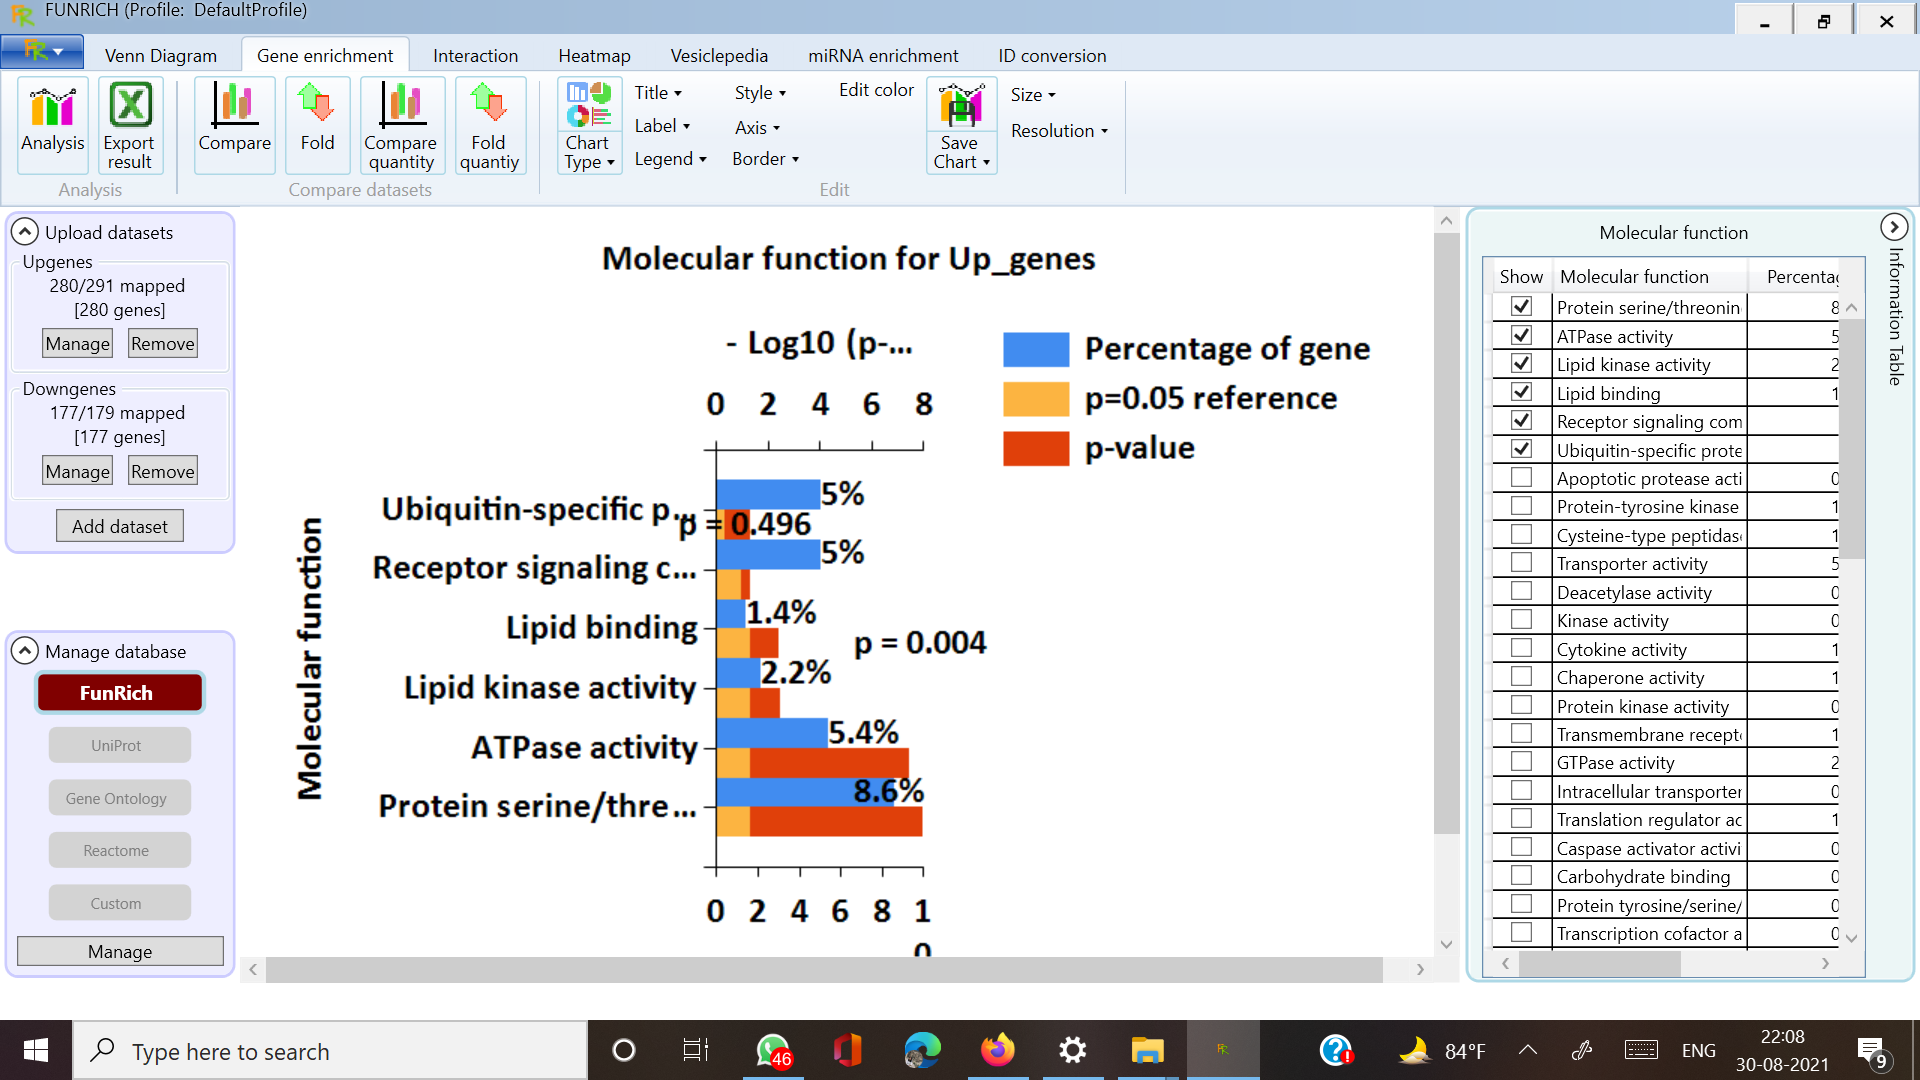 FUNRICH (Profile:  DefaultProfile)
Venn Diagram
Gene enrichment
Interaction
Heatmap
Vesiclepedia
miRNA enrichment
ID conversion
Analysis
Export result
Analysis
Compare
Fold
Compare quantity
Fold quantiy
Compare datasets
Chart Type
Title
Label
Legend
Style
Axis
Border
Edit color
Save Chart
Size
Resolution
Edit
Upload datasets
Upgenes
280/291 mapped
[280 genes]
Manage
Remove
Downgenes
177/179 mapped
[177 genes]
Manage
Remove
Add dataset
Manage database
FunRich
UniProt
Gene Ontology
Reactome
Custom
Manage
Molecular function for Up_genes
- Log10 (p-...
0 2 4 6 8
Percentage of gene
p=0.05 reference
p-value
Molecular function
Ubiquitin-specific p...
5%
p = 0.496
Receptor signaling c...
5%
Lipid binding
1.4%
p = 0.004
Lipid kinase activity
2.2%
ATPase activity
5.4%
Protein serine/thre...
8.6%
0 2 4 6 8 1
0
Molecular function
Information Table
Show Molecular function Percentag
Protein serine/threonin 8
ATPase activity 5
Lipid kinase activity 2
Lipid binding 1
Receptor signaling com
Ubiquitin-specific prote
Apoptotic protease acti 0
Protein-tyrosine kinase 1
Cysteine-type peptidas 1
Transporter activity 5
Deacetylase activity 0
Kinase activity 0
Cytokine activity 1
Chaperone activity 1
Protein kinase activity 0
Transmembrane recept 1
GTPase activity 2
Intracellular transporter 0
Translation regulator ac 1
Caspase activator activi 0
Carbohydrate binding 0
Protein tyrosine/serine/ 0
Transcription cofactor a 0
Type here to search
46
84°F
ENG
22:08
30-08-2021
9